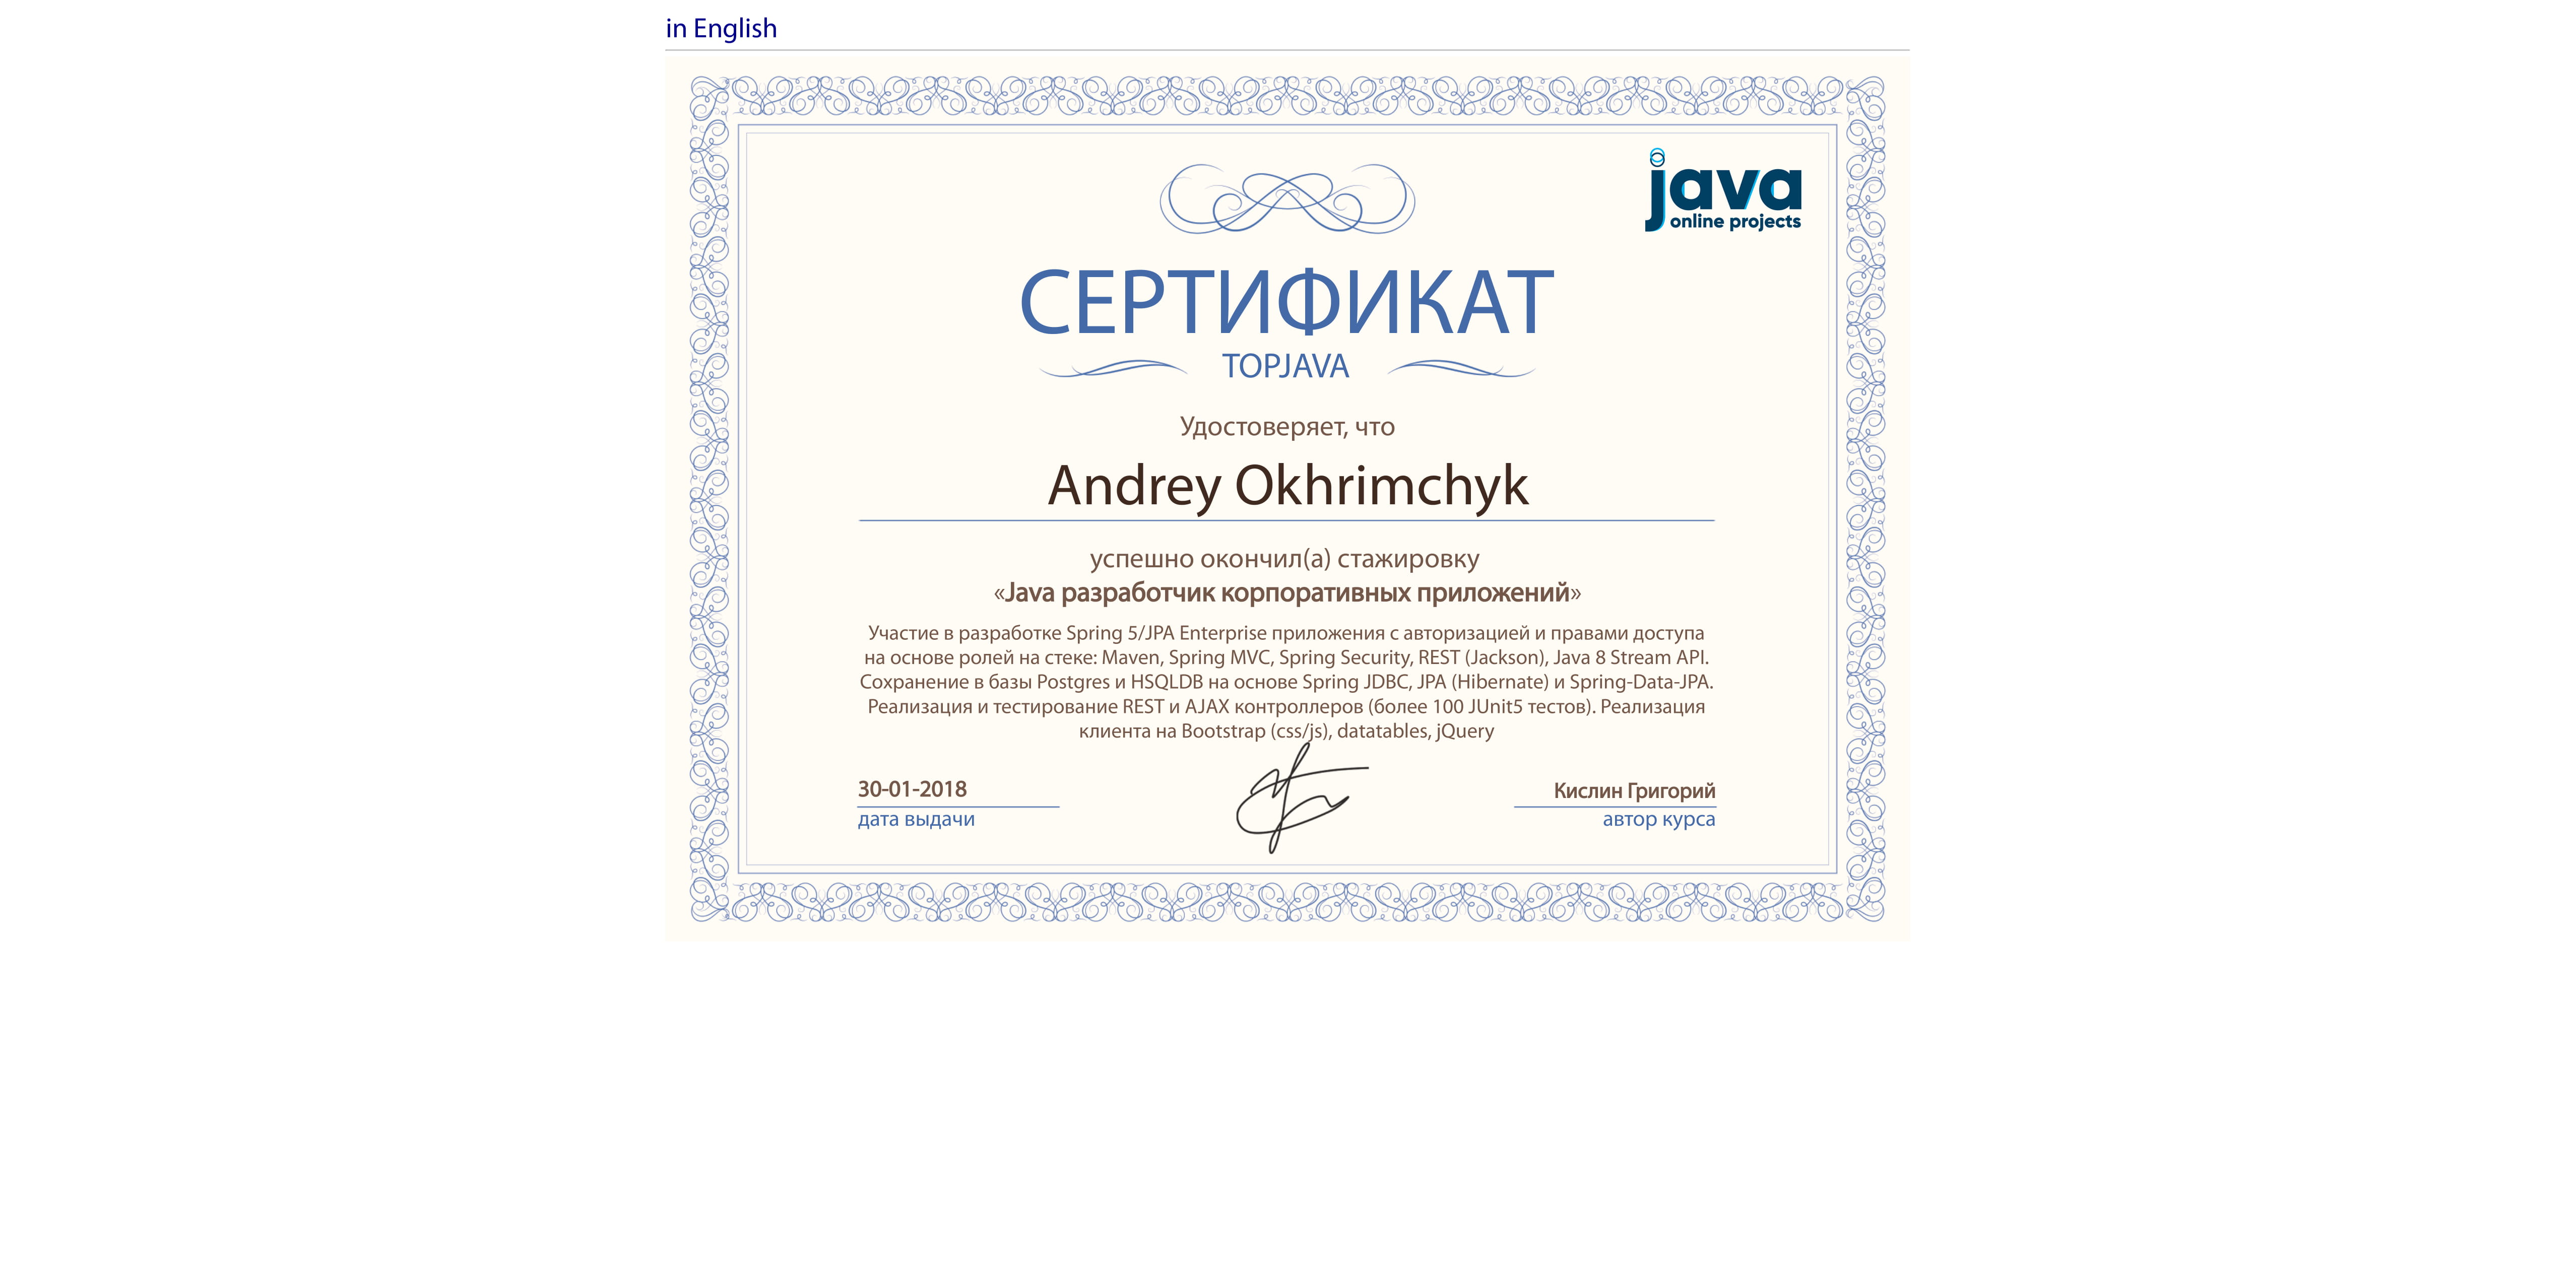 in English
java
online projects
СЕРТИФИКАТ
TOPJAVA
Удостоверяет, что
Andrey Okhrimchyk
успешно окончил(а) стажировку
«Java разработчик корпоративных приложений»
Участие в разработке Spring 5/JPA Enterprise приложения с авторизацией и правами доступа
на основе ролей на стеке: Maven, Spring MVC, Spring Security, REST (Jackson), Java 8 Stream API.
Сохранение в базы Postgres и HSQLDB на основе Spring JDBC, JPA (Hibernate) и Spring-Data-JPA.
Реализация и тестирование REST и AJAX контроллеров (более 100 JUnit5 тестов). Реализация
клиента на Bootstrap (css/js), datatables, jQuery
30-01-2018
дата выдачи
Кислин Григорий
автор курса